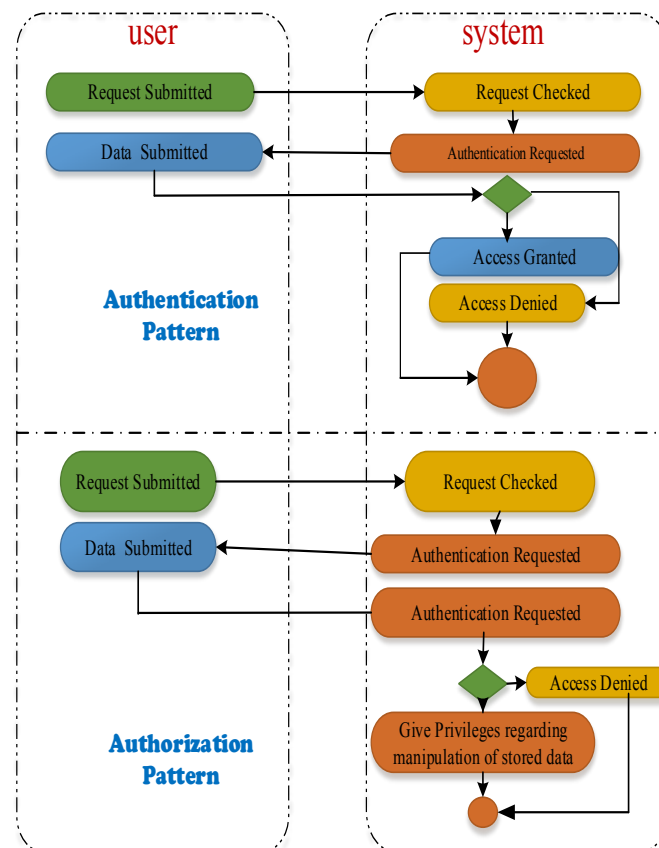 user
system
Request Submitted
Request Checked
Data Submitted
Authentication Requested
Access Granted
Access Denied
Authentication
Pattern
Request Submitted
Request Checked
Data Submitted
Authentication Requested
Authentication Requested
Access Denied
Give Privileges regarding
manipulation of stored data
Authorization
Pattern